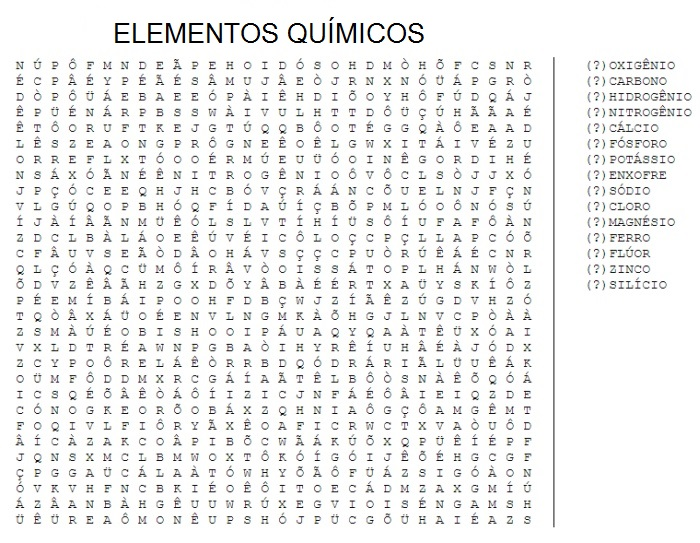 ELEMENTOS QUÍMICOS
N Ú P Ô F M N D E Ã P E H O I D Ó S O H D M Ò H Õ F C S N R
É C P Â É Y P É Ã É S Â M U J Â E Ò J R N X N Ó Ü Á P G R Ò
D Ò P Ô Ü Á E B A E E Ó P À I Ê H D I Õ O Y H Ô F Ú D Q Á J
Ê P Ü É N Á R P B S S W À I V U L H T T D Ô Ü Ç Ú H Ã Ã A É
Ê T Ô O R U F T K E J G T Ú Q Q B Ô O T É G G Q À Ô E A A D
L Ê S Z E A O N G P R Ô G N E Ê O Ê L G W X I T Á I V É Z U
O R R E F L X T Ó O O É R M Ú E U Ü Ó O I N Ê G O R D I H É
N S Á X Ó Ã N É Ê N I T R O G Ê N I O Ô V Ô C L S Ò J J X Ó
J P Ç Ó C E E Q H J H C B Ó V Ç R Á Á N C Õ U E L N J F Ç N
V L G Ú Q O P B H Ó Q F Í D A Ú Í Ç B Õ P M L Ó O Ô N Ó S Ú
Í J À Í Â Ã N M Ü Ê Ó L S L V T Í H Í Ü S Ô Í U F A F Ô À N
Z D C L B À L Á O E Ê Ú V É I C Ô L O Ç C P Ç L L A P C Ó Õ
C F Â U V S E Ã Ò D Â O H Á V S Ç Ç C P U Ò R Ú Ê Á É C N R
Q L Ç Ó À Q C Ü M Ô Í R Â V Ò O I S S Á T O P L H Á N W Ò L
Õ D V Z Ê Â Ã H Z G X D Õ Y À B À É É R T X A Ü Y S K Í Ô Z
P É E M Í B Á I P O O H F D B Ç W J Z Í Ã Ê Z Ú G D V H Z Ó
T Q Ò Â X Á Ü O É E N V L N G M K À Õ H G J L N V C P Ò À À
Z S M À Ú É O B I S H O O I P Á U A Q Y Q A À T Ê Ü X Ó A I
V X L D T R É A W N P G B A Ò I H Y R Ê Í U H Â É À J Ó D X
Z C Y P O Ô R E L Á Ê Ò R R B D Q Ó D R Á R I Ã L Ü U Ê Á K
O Ü M F Ô D D M X R C G Á Í A Ã T Ê L B Ô Ò S N À Ê Õ Q Ó Á
I C S Q É Õ Â Ê Ò Á Ô Í I Z I C J N F Á É Ô Â I E I Q Z D E
C Ó N O G K E O R Õ O B Á X Z Q H N I A Ô G Ç Ô A M G Ê M T
F O Q I V L F I Ô R Y Ã X Ê O A F I C R W C T X V A Ò U Ô D
Â Í C À Z A K C O Â P I B Õ C W Ã Á K Ú Õ X Q P Ü Ê Í É P F
J Q N S X M C L B M W O X T Ô K Ó Í G Ó I J Ê Õ É H G C G F
Ç P G G A Ü C Á L A À T Ó W H Y Õ Ã Ô F Ü Á Z S I G Ó À O N
Ó V K V H F N C B K I É O Ê Ô I T O E C Á D M Z A X G M Í Ú
Á Z Â A N B À H G Ê U U W R Ú X E G V I O I S É N G A M S H
Ü Ê Ü R E A Ô M O N Ê U P S H Ó J P Ü C G Õ Ü H A I É A Z S
(?)OXIGÊNIO
(?)CARBONO
(?)HIDROGÊNIO
(?)NITROGÊNIO
(?)CÁLCIO
(?)FÓSFORO
(?)POTÁSSIO
(?)ENXOFRE
(?)SÓDIO
(?)CLORO
(?)MAGNÉSIO
(?)FERRO
(?)FLÚOR
(?)ZINCO
(?)SILÍCIO